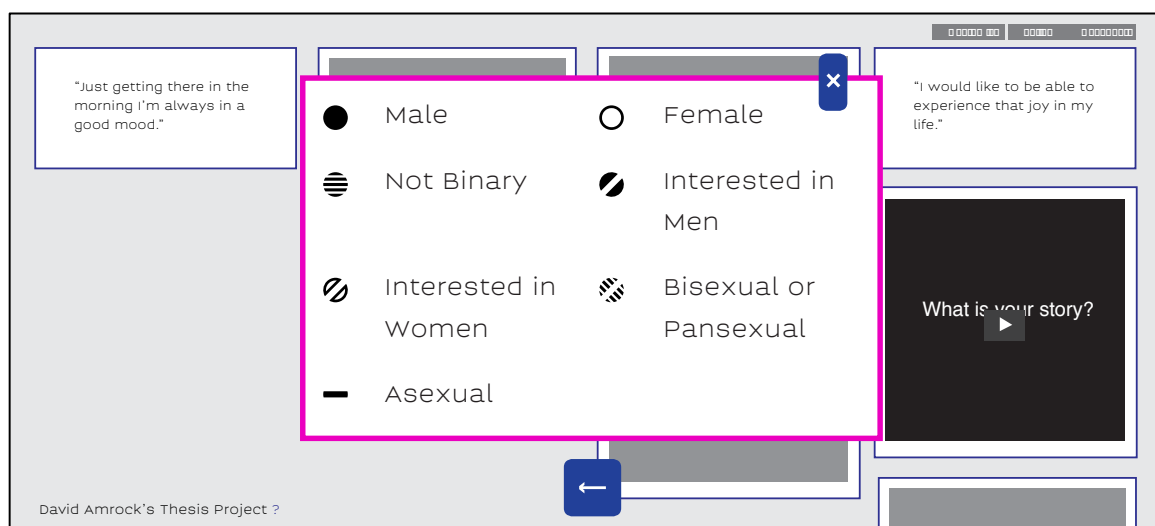 “Just getting there in the
morning I’m always in a
good mood.”
Male
Female
Not Binary
Interested in
Men
Interested in
Women
Bisexual or
Pansexual
Asexual
“I would like to be able to
experience that joy in my
life.”
What is your story?
David Amrock’s Thesis Project ?